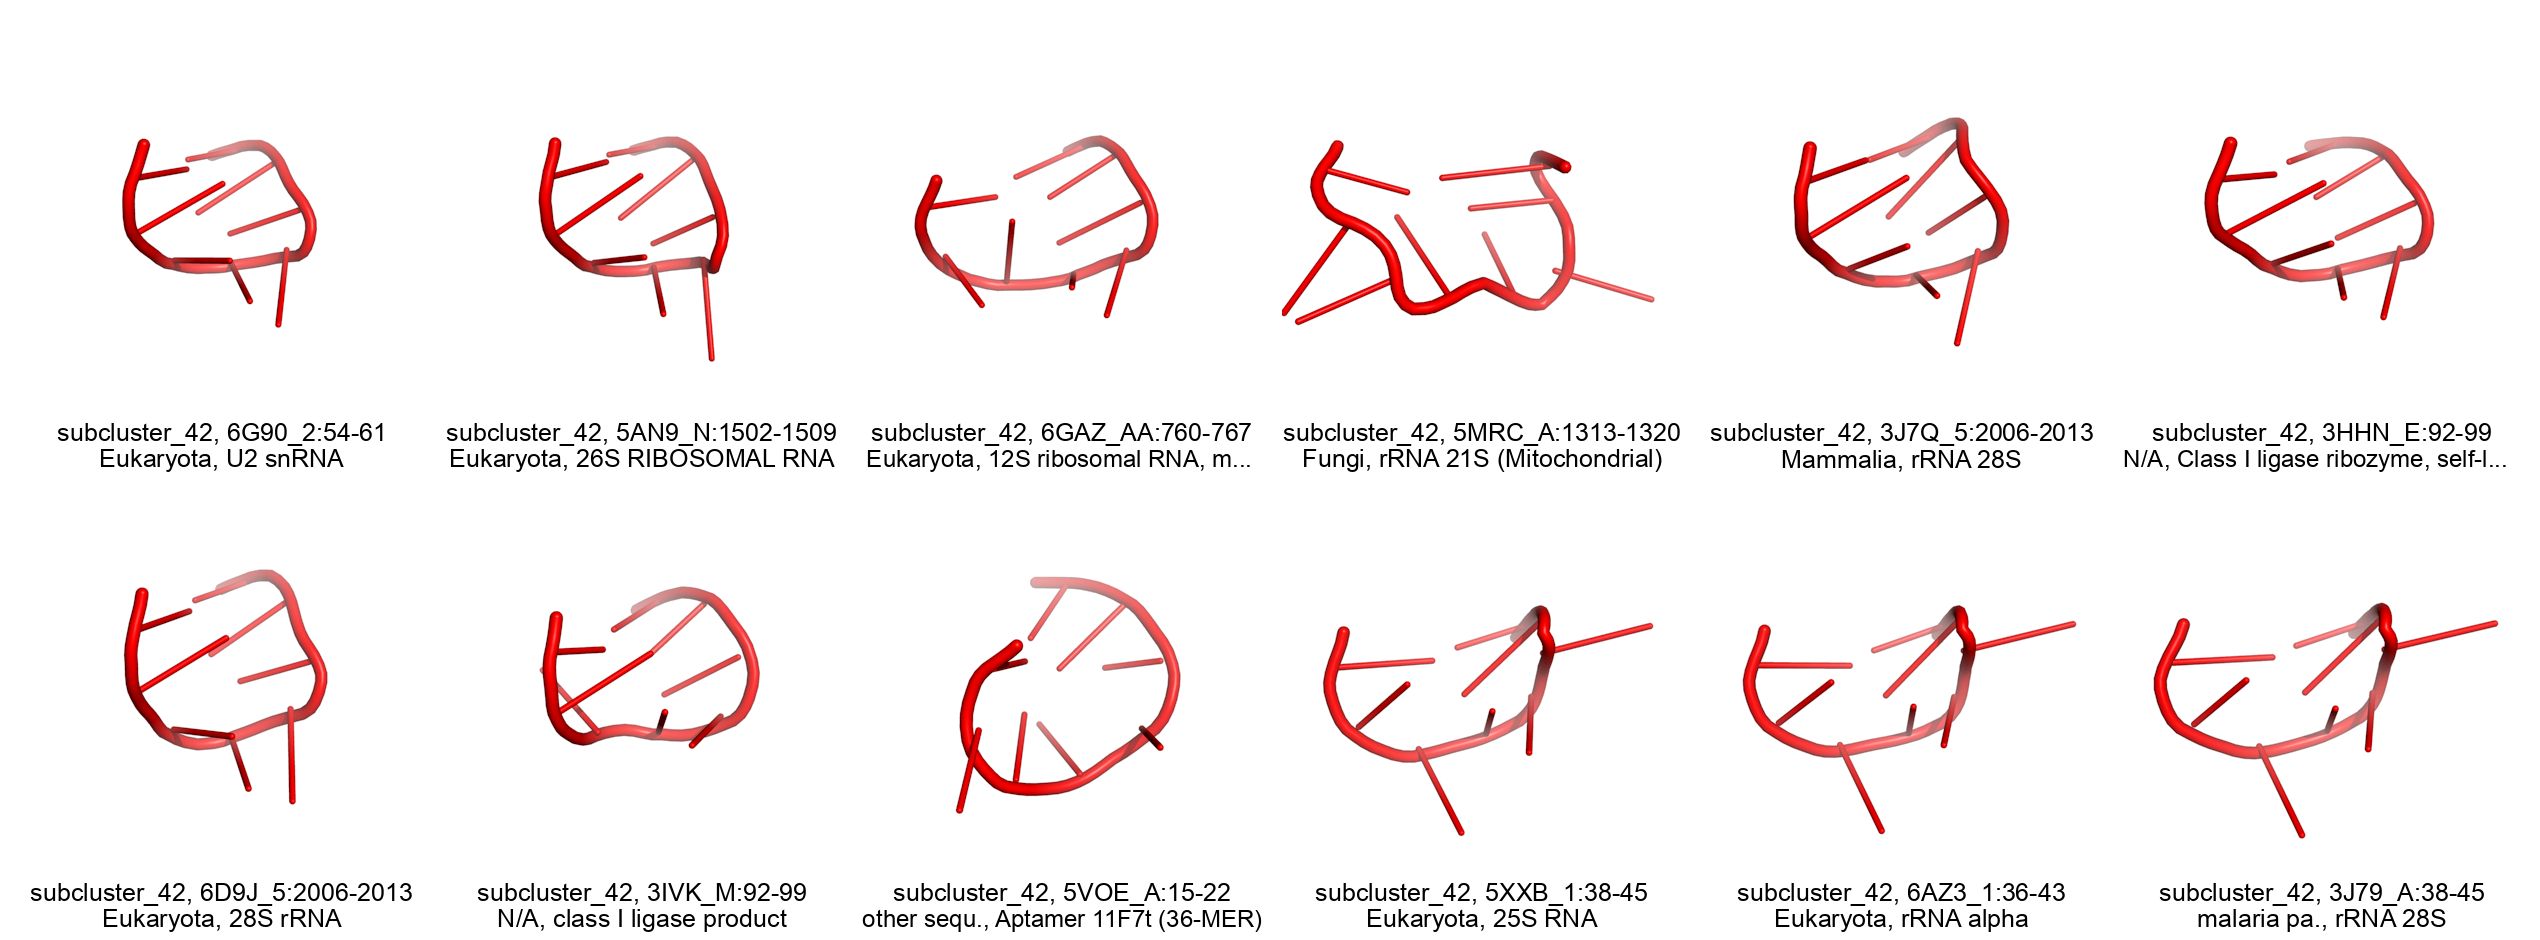 subcluster_42, 6G90_2:54-61
Eukaryota, U2 snRNA
subcluster_42, 5AN9_N:1502-1509
Eukaryota, 26S RIBOSOMAL RNA
subcluster_42, 6GAZ_AA:760-767
Eukaryota, 12S ribosomal RNA, m...
subcluster_42, 5MRC_A:1313-1320
Fungi, rRNA 21S (Mitochondrial)
subcluster_42, 3J7Q_5:2006-2013
Mammalia, rRNA 28S
subcluster_42, 3HHN_E:92-99
N/A, Class I ligase ribozyme, self-l...
subcluster_42, 6D9J_5:2006-2013
Eukaryota, 28S rRNA
subcluster_42, 3IVK_M:92-99
N/A, class I ligase product
subcluster_42, 5VOE_A:15-22
other sequ., Aptamer 11F7t (36-MER)
subcluster_42, 5XXB_1:38-45
Eukaryota, 25S RNA
subcluster_42, 6AZ3_1:36-43
Eukaryota, rRNA alpha
subcluster_42, 3J79_A:38-45
malaria pa., rRNA 28S